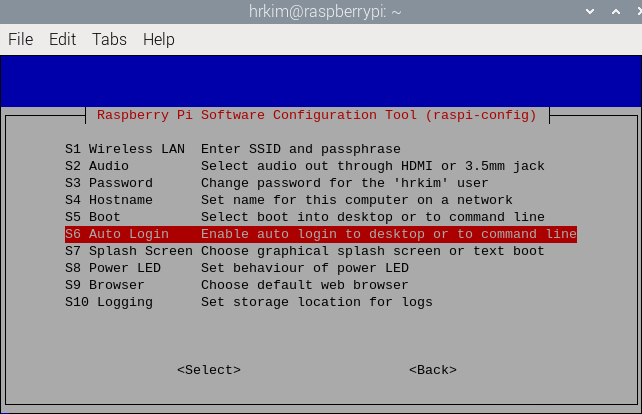 hrkim@raspberrypi: ~
File Edit Tabs Help
Raspberry Pi Software Configuration Tool (raspi-config)
S1 Wireless LAN Enter SSID and passphrase
S2 Audio Select audio out through HDMI or 3.5mm jack
S3 Password Change password for the 'hrkim' user
S4 Hostname Set name for this computer on a network
S5 Boot Select boot into desktop or to command line
S6 Auto Login Enable auto login to desktop or to command line
S7 Splash Screen Choose graphical splash screen or text boot
S8 Power LED Set behaviour of power LED
S9 Browser Choose default web browser
S10 Logging Set storage location for logs
<Select> <Back>